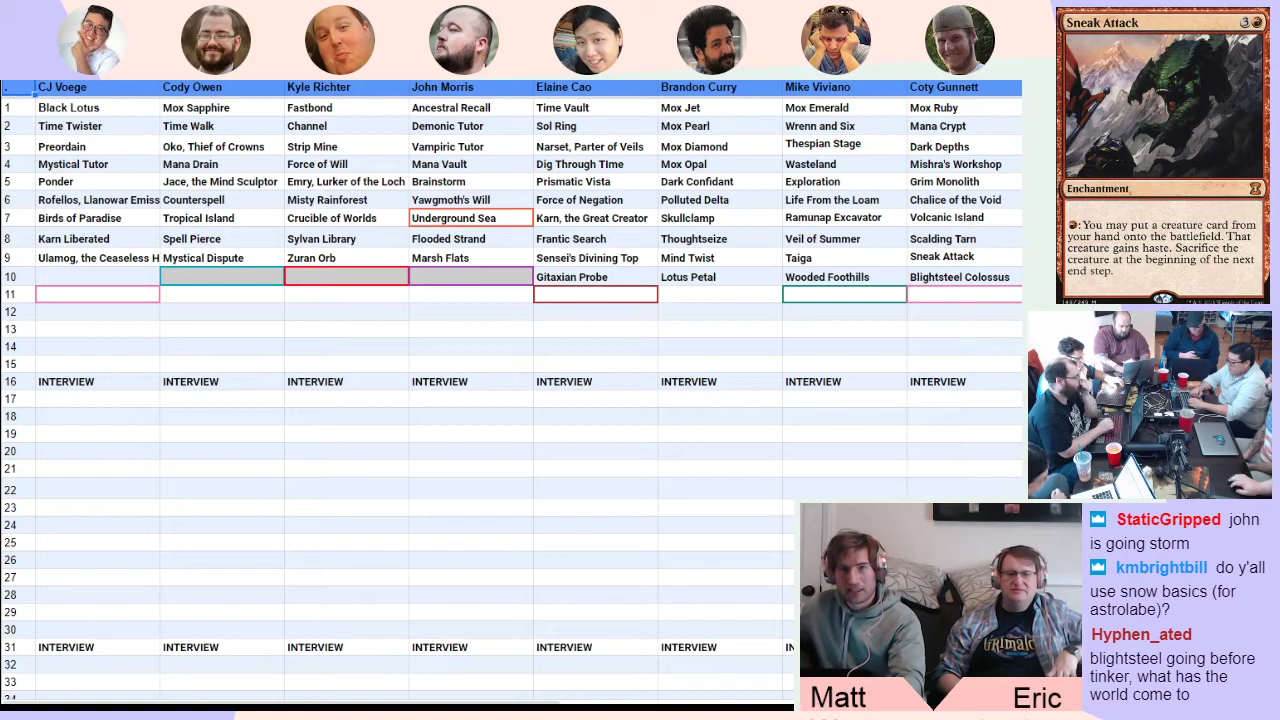 . CJ Voege Cody Owen Kyle Richter John Morris Elaine Cao Brandon Curry Mike Viviano Coty Gunnett
1 Black Lotus Mox Sapphire Fastbond Ancestral Recall Time Vault Mox Jet Mox Emerald Mox Ruby
2 Time Twister Time Walk Channel Demonic Tutor Sol Ring Mox Pearl Wrenn and Six Mana Crypt
3 Preordain Oko, Thief of Crowns Strip Mine Vampiric Tutor Narset, Parter of Veils Mox Diamond Thespian Stage Dark Depths
4 Mystical Tutor Mana Drain Force of Will Mana Vault Dig Through TIme Mox Opal Wasteland Mishra's Workshop
5 Ponder Jace, the Mind Sculptor Emry, Lurker of the Loch Brainstorm Prismatic Vista Dark Confidant Exploration Grim Monolith
6 Rofellos, Llanowar Emiss Counterspell Misty Rainforest Yawgmoth's Will Force of Negation Polluted Delta Life From the Loam Chalice of the Void
7 Birds of Paradise Tropical Island Crucible of Worlds Underground Sea Karn, the Great Creator Skullclamp Ramunap Excavator Volcanic Island
8 Karn Liberated Spell Pierce Sylvan Library Flooded Strand Frantic Search Thoughtseize Veil of Summer Scalding Tarn
9 Ulamog, the Ceaseless H Mystical Dispute Zuran Orb Marsh Flats Sensei's Divining Top Mind Twist Taiga Sneak Attack
10 Gitaxian Probe Lotus Petal Wooded Foothills Blightsteel Colossus
11
12
13
14
15
16 INTERVIEW INTERVIEW INTERVIEW INTERVIEW INTERVIEW INTERVIEW INTERVIEW INTERVIEW
17
18
19
20
21
22
23
24
25
26
27
28
29
30
31 INTERVIEW INTERVIEW INTERVIEW INTERVIEW INTERVIEW INTERVIEW IN
32
33
Sneak Attack 3
Enchantment
: You may put a creature card from
your hand onto the battlefield. That
creature gains haste. Sacrifice the
creature at the beginning of the next
end step.
Matt Eric
StaticGripped john
is going storm
kmbrightbill do y'all
use snow basics (for
astrolabe)?
Hyphen_ated
blightsteel going before
tinker, what has the
world come to